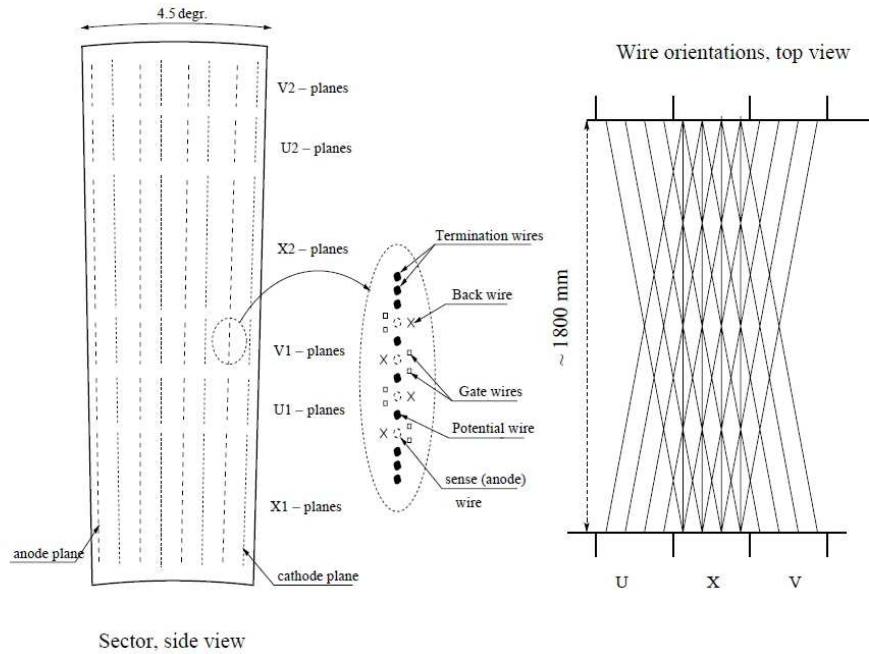 4.5 degr.
V2 – planes
U2 – planes
X2 – planes
V1 – planes
U1 – planes
X1 – planes
anode plane
cathode plane
Sector, side view
Termination wires
Back wire
Gate wires
Potential wire
sense (anode)
wire
Wire orientations, top view
~ 1800 mm
U X V